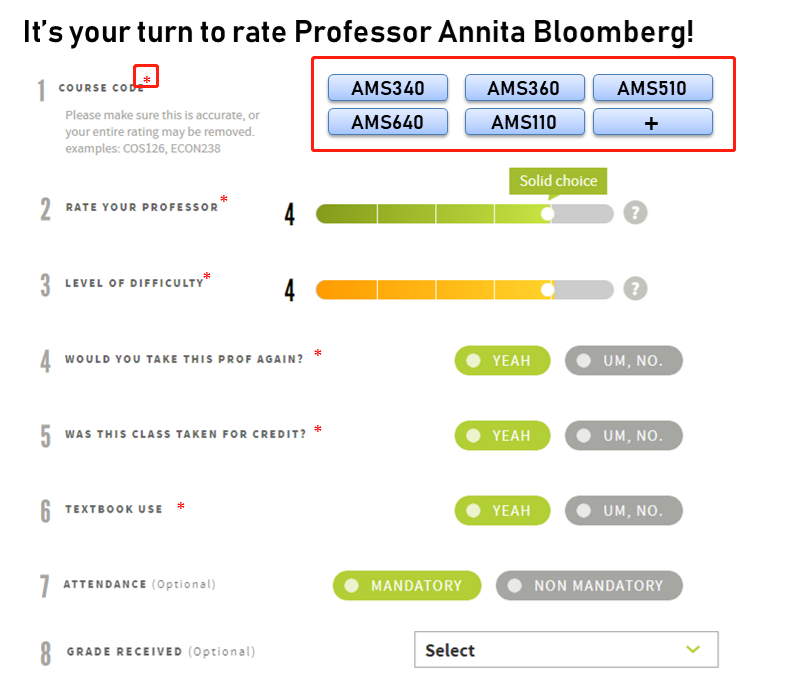 It's your turn to rate Professor Annita Bloomberg!
1 COURSE CODE *
Please make sure this is accurate, or
your entire rating may be removed.
examples: COS126, ECON238
AMS340 AMS360 AMS510
AMS640 AMS110 +
Solid choice
2 RATE YOUR PROFESSOR * 4 ?
3 LEVEL OF DIFFICULTY * 4 ?
4 WOULD YOU TAKE THIS PROF AGAIN? * YEAH UM, NO.
5 WAS THIS CLASS TAKEN FOR CREDIT? * YEAH UM, NO.
6 TEXTBOOK USE * YEAH UM, NO.
7 ATTENDANCE (Optional) MANDATORY NON MANDATORY
8 GRADE RECEIVED (Optional) Select